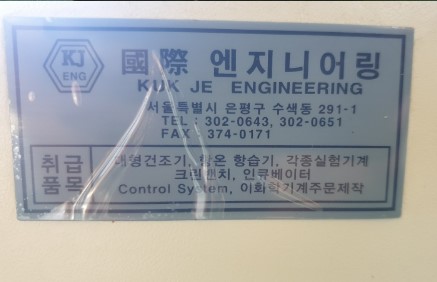 KJ
ENG
國際 엔지니어링
KUK JE ENGINEERING
서울특별시 은평구 수색동 291-1
TEL : 302-0643, 302-0651
FAX : 374-0171
취급
품목
대형건조기, 항온 항습기, 각종실험기계
크린벤치, 인큐베이터
Control System, 이화학기계주문제작